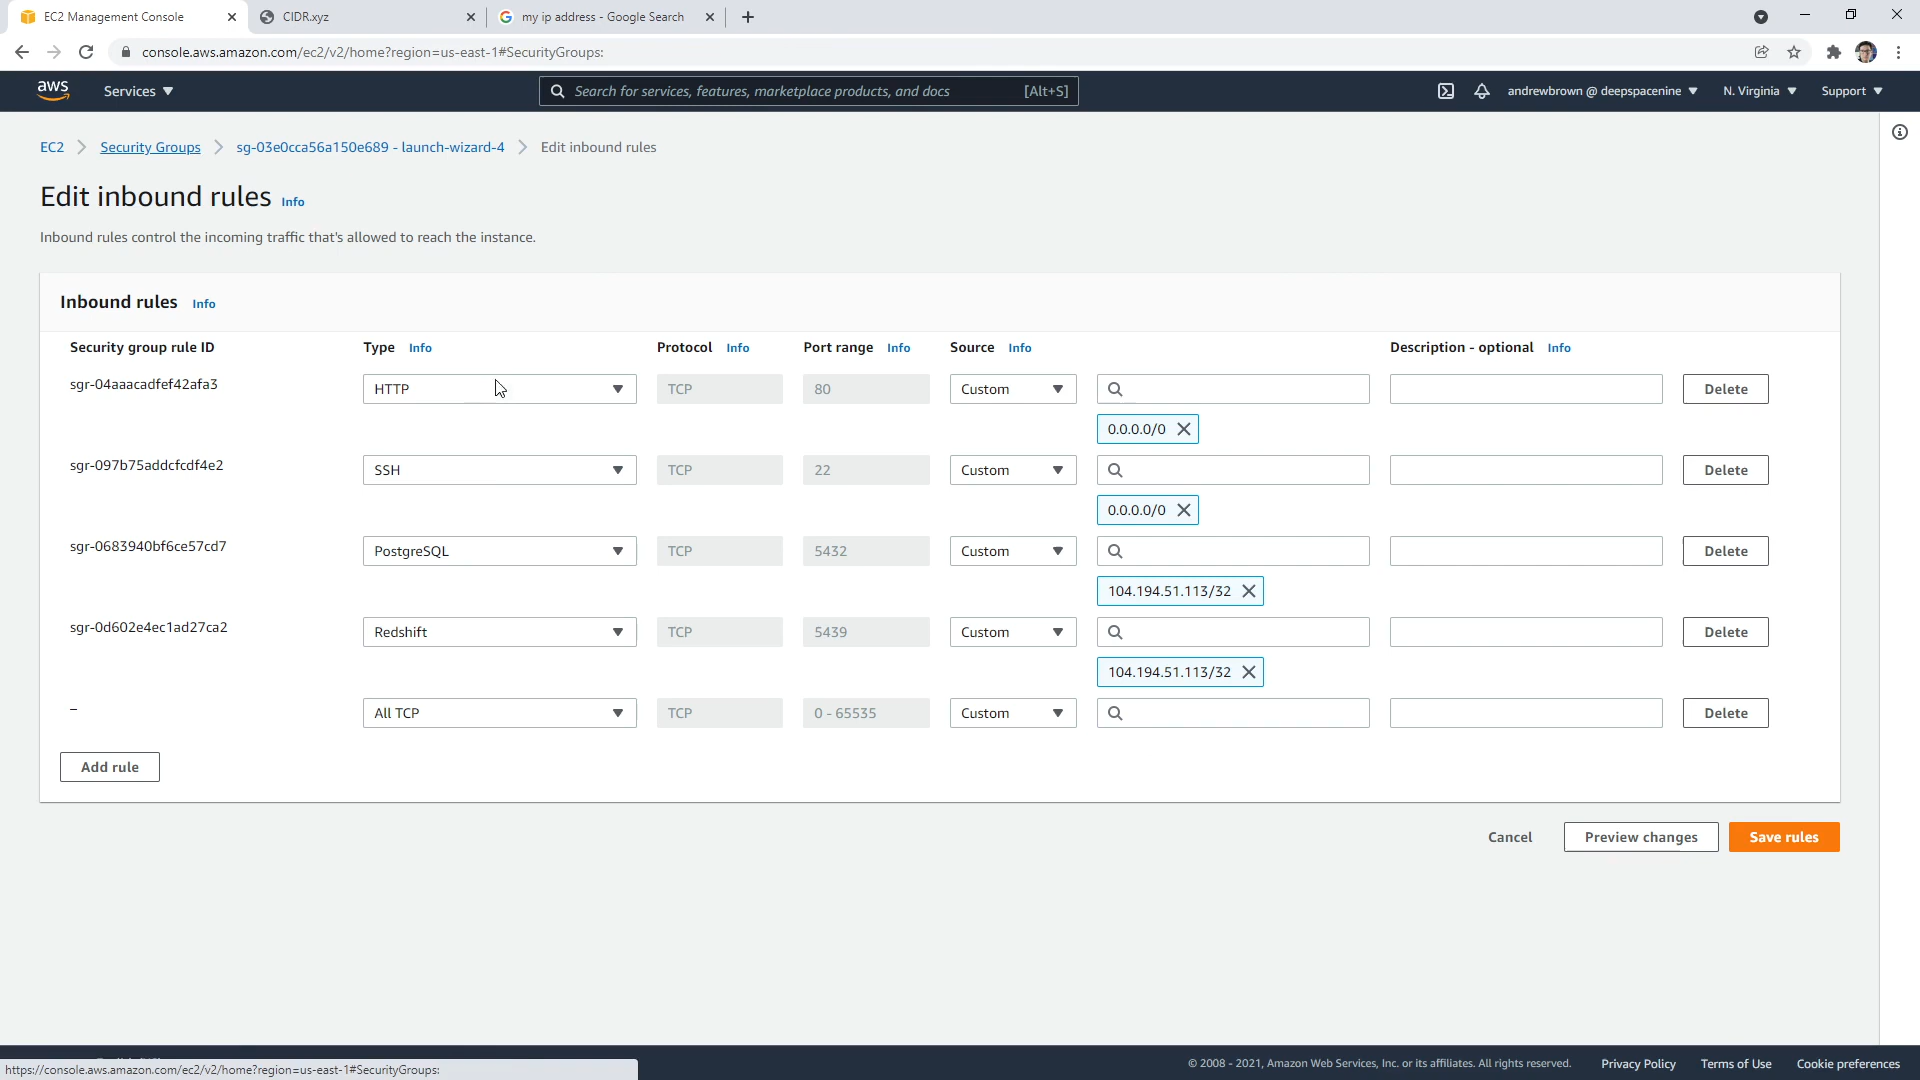 EC2 Management Console
CIDR.xyz
my ip address - Google Search
console.aws.amazon.com/ec2/v2/home?region=us-east-1#SecurityGroups:
aws
Services
Search for services, features, marketplace products, and docs [Alt+S]
andrewbrown @ deepspacenine
N. Virginia
Support
EC2
Security Groups
sg-03e0cca56a150e689 - launch-wizard-4
Edit inbound rules
Edit inbound rules Info
Inbound rules control the incoming traffic that's allowed to reach the instance.
Inbound rules Info
Security group rule ID Type Info Protocol Info Port range Info Source Info Description - optional Info
sgr-04aaacadfef42afa3 HTTP TCP 80 Custom Delete
0.0.0.0/0
sgr-097b75addcfcdf4e2 SSH TCP 22 Custom Delete
0.0.0.0/0
sgr-0683940bf6ce57cd7 PostgreSQL TCP 5432 Custom Delete
104.194.51.113/32
sgr-0d602e4ec1ad27ca2 Redshift TCP 5439 Custom Delete
104.194.51.113/32
– All TCP TCP 0 - 65535 Custom Delete
Add rule
Cancel Preview changes Save rules
© 2008 - 2021, Amazon Web Services, Inc. or its affiliates. All rights reserved. Privacy Policy Terms of Use Cookie preferences
https://console.aws.amazon.com/ec2/v2/home?region=us-east-1#SecurityGroups: